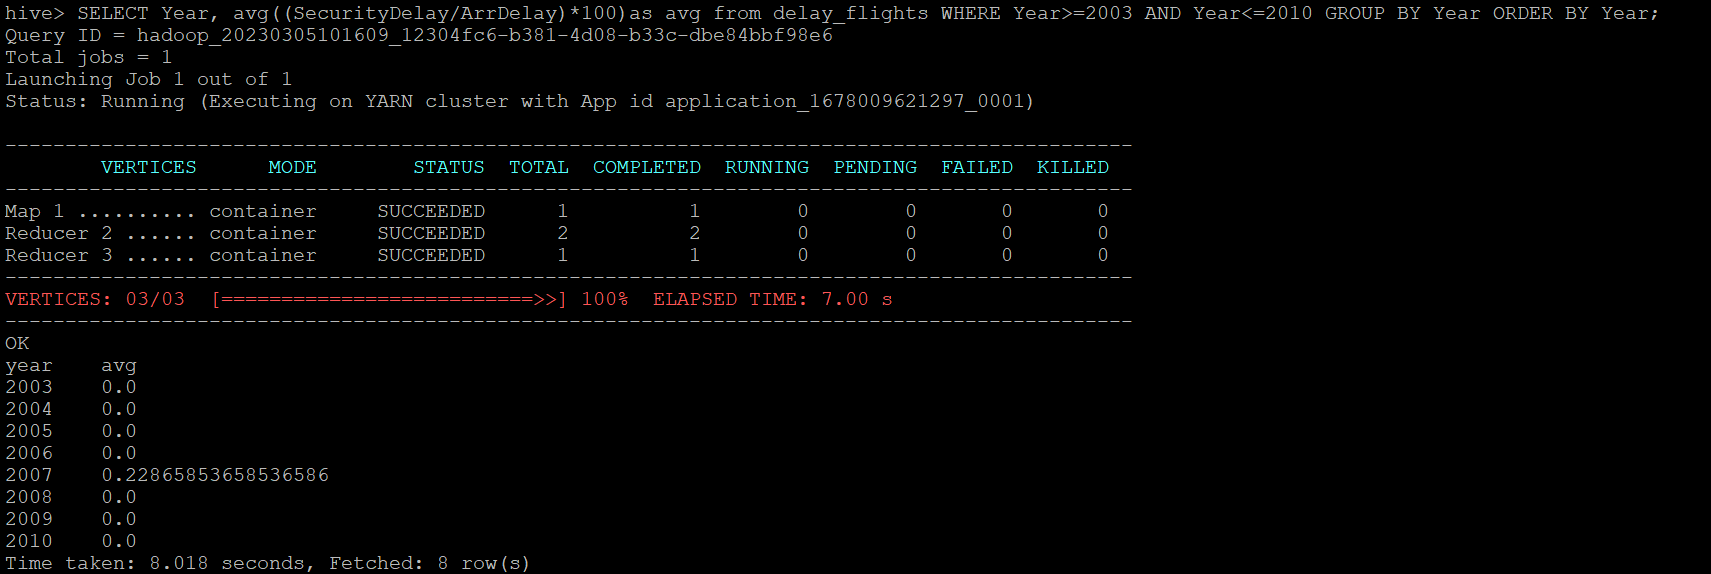 hive> SELECT Year, avg((SecurityDelay/ArrDelay)*100)as avg from delay_flights WHERE Year>=2003 AND Year<=2010 GROUP BY Year ORDER BY Year;
Query ID = hadoop_20230305101609_12304fc6-b381-4d08-b33c-dbe84bbf98e6
Total jobs = 1
Launching Job 1 out of 1
Status: Running (Executing on YARN cluster with App id application_1678009621297_0001)

----------------------------------------------------------------------------------------------
        VERTICES      MODE        STATUS  TOTAL  COMPLETED  RUNNING  PENDING  FAILED  KILLED
----------------------------------------------------------------------------------------------
Map 1 .......... container     SUCCEEDED      1          1        0        0       0       0
Reducer 2 ...... container     SUCCEEDED      2          2        0        0       0       0
Reducer 3 ...... container     SUCCEEDED      1          1        0        0       0       0
----------------------------------------------------------------------------------------------
VERTICES: 03/03  [==========================>>] 100%  ELAPSED TIME: 7.00 s
----------------------------------------------------------------------------------------------
OK
year    avg
2003    0.0
2004    0.0
2005    0.0
2006    0.0
2007    0.22865853658536586
2008    0.0
2009    0.0
2010    0.0
Time taken: 8.018 seconds, Fetched: 8 row(s)